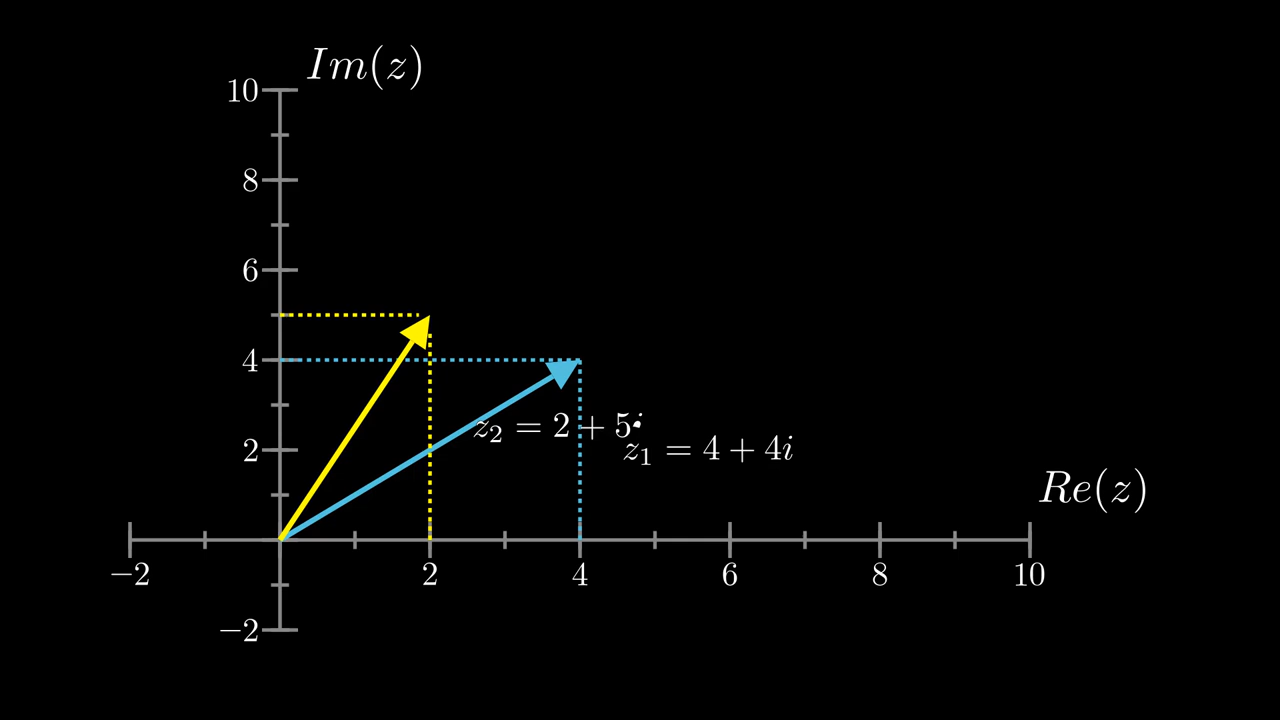 Im(z)
10
8
6
4
2
−2
z₂ = 2 + 5i
z₁ = 4 + 4i
Re(z)
−2 2 4 6 8 10